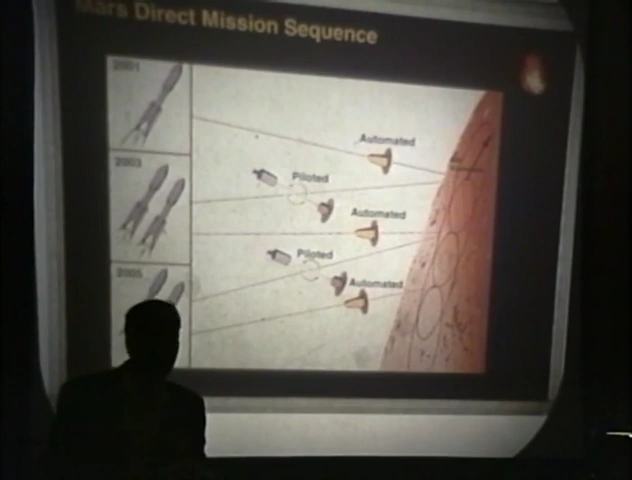 Mars Direct Mission Sequence
2001
Automated
2003
Piloted
Automated
Piloted
2005
Automated